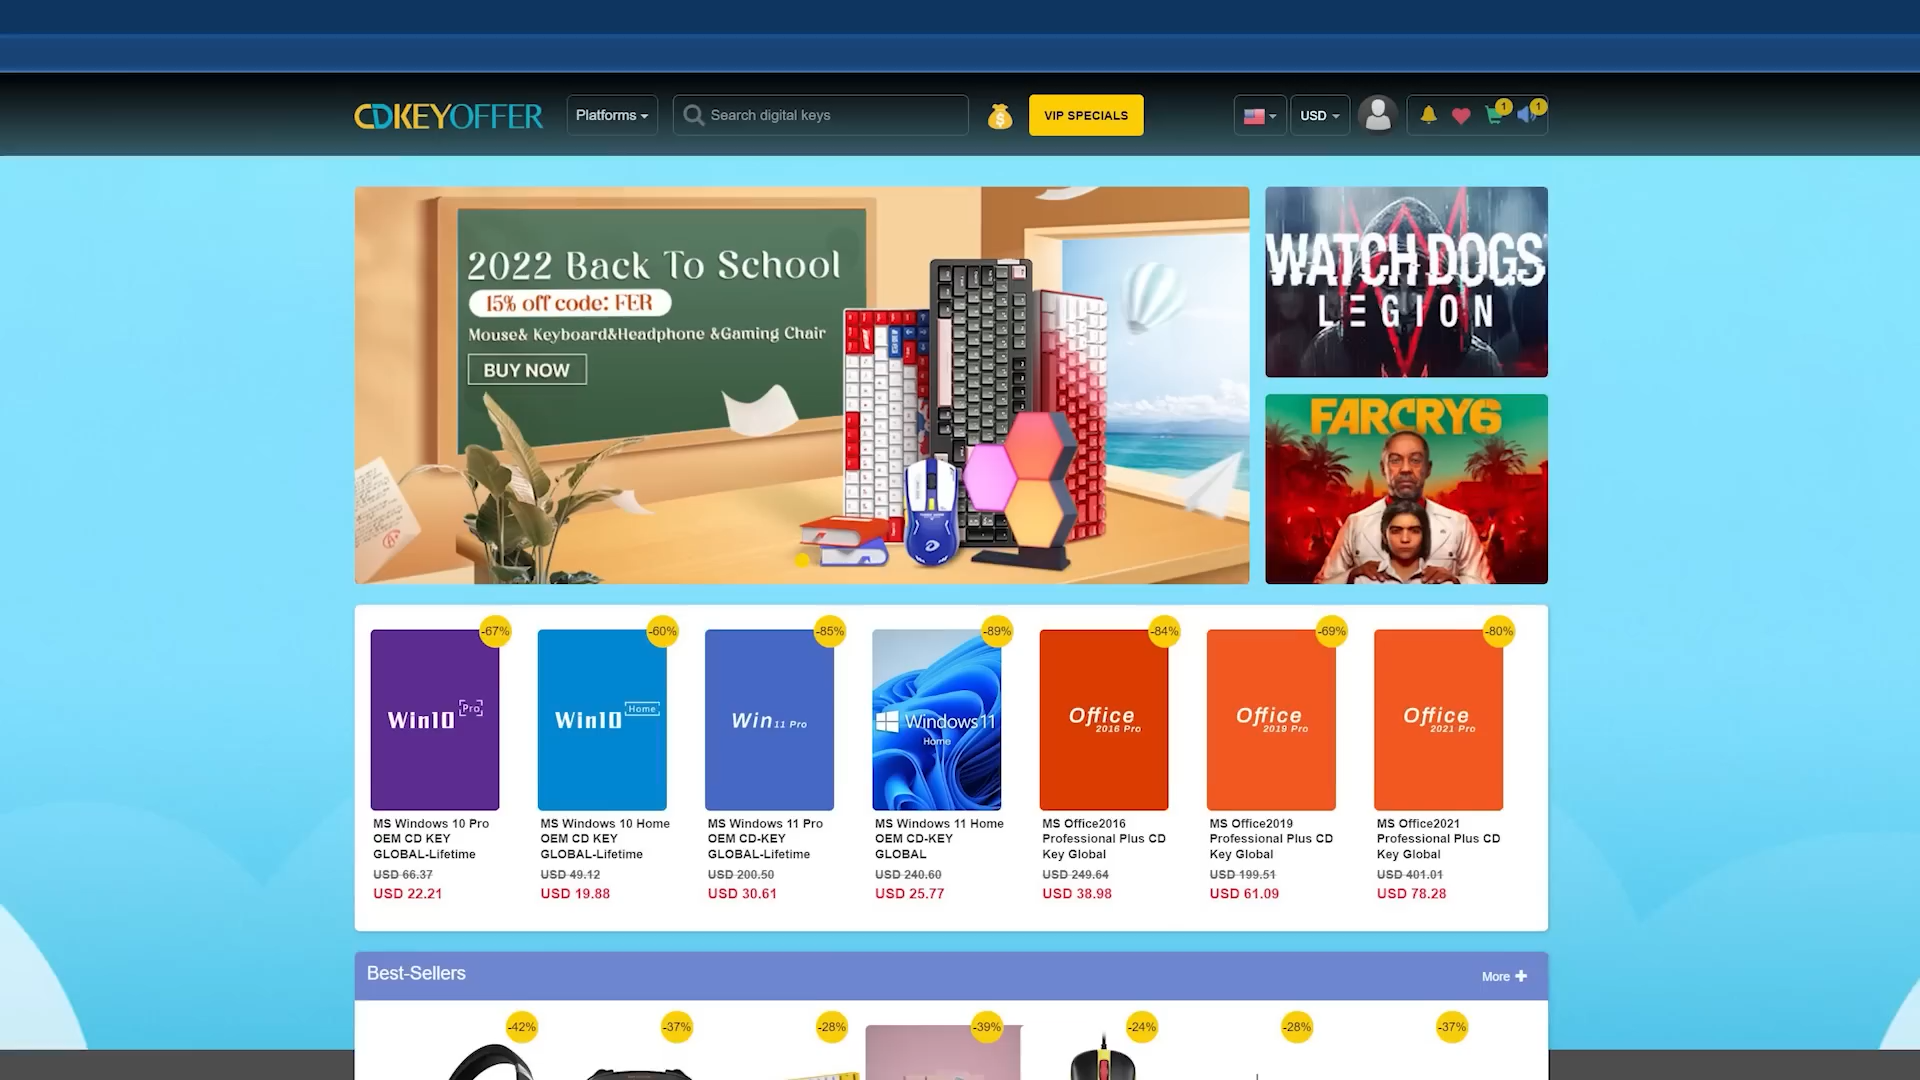 CDKEYOFFER
Platforms
Search digital keys
VIP SPECIALS
USD
1
1
2022 Back To School
15% off code: FER
Mouse& Keyboard&Headphone &Gaming Chair
BUY NOW
WATCH DOGS
LEGION
FARCRY6
-67%
-60%
-85%
-89%
-84%
-69%
-80%
Win10 Pro
Win10 Home
Win 11 Pro
Windows 11
Home
Office
2016 Pro
Office
2019 Pro
Office
2021 Pro
MS Windows 10 Pro
OEM CD KEY
GLOBAL-Lifetime
USD 66.37
USD 22.21
MS Windows 10 Home
OEM CD KEY
GLOBAL-Lifetime
USD 49.12
USD 19.88
MS Windows 11 Pro
OEM CD-KEY
GLOBAL-Lifetime
USD 200.50
USD 30.61
MS Windows 11 Home
OEM CD-KEY
GLOBAL
USD 240.60
USD 25.77
MS Office2016
Professional Plus CD
Key Global
USD 249.64
USD 38.98
MS Office2019
Professional Plus CD
Key Global
USD 199.51
USD 61.09
MS Office2021
Professional Plus CD
Key Global
USD 401.01
USD 78.28
Best-Sellers
More
-42%
-37%
-28%
-39%
-24%
-28%
-37%